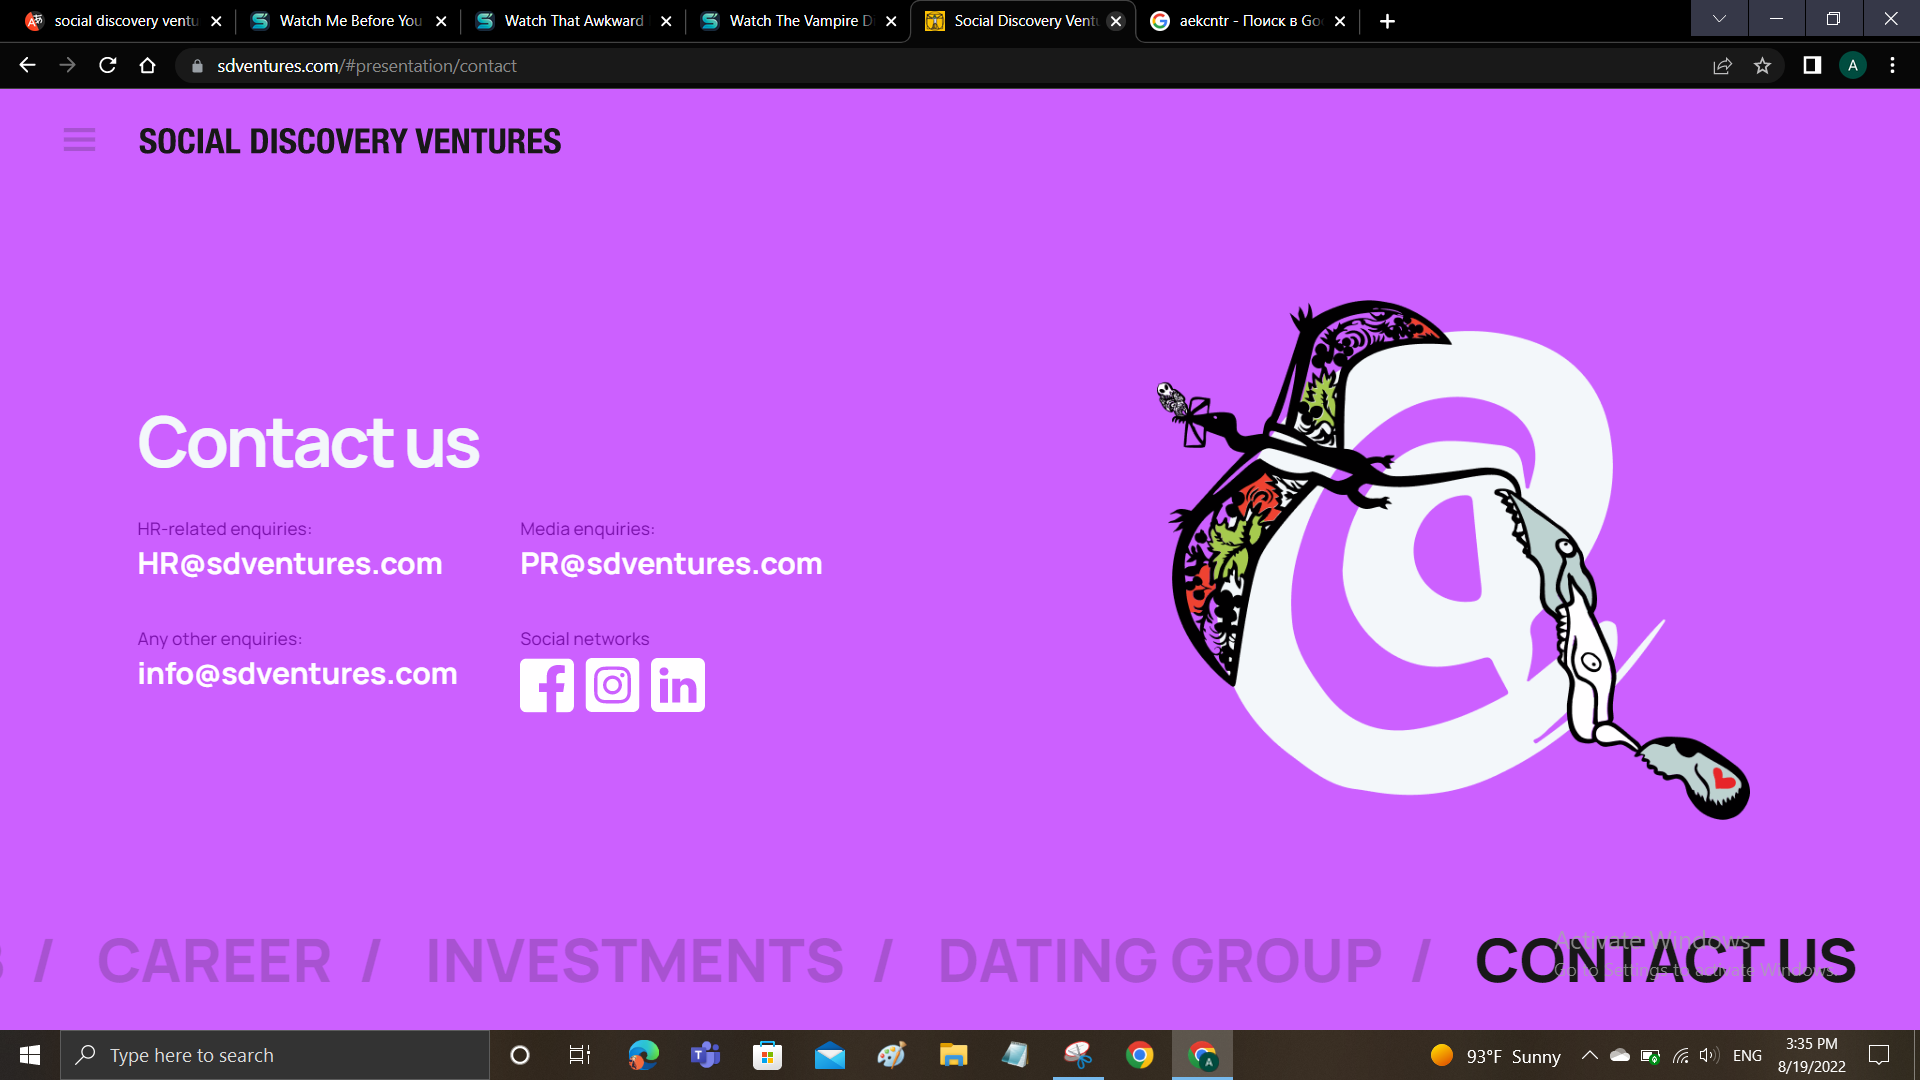 social discovery ventu
Watch Me Before You
Watch That Awkward
Watch The Vampire Di
Social Discovery Ventu
aekcntr - Поиск в Goo
sdventures.com/#presentation/contact
A
SOCIAL DISCOVERY VENTURES
Contact us
HR-related enquiries:
HR@sdventures.com
Media enquiries:
PR@sdventures.com
Any other enquiries:
info@sdventures.com
Social networks
/ CAREER / INVESTMENTS / DATING GROUP / CONTACT US
Activate Windows
Go to Settings to activate Windows.
Type here to search
93°F Sunny
ENG
3:35 PM
8/19/2022